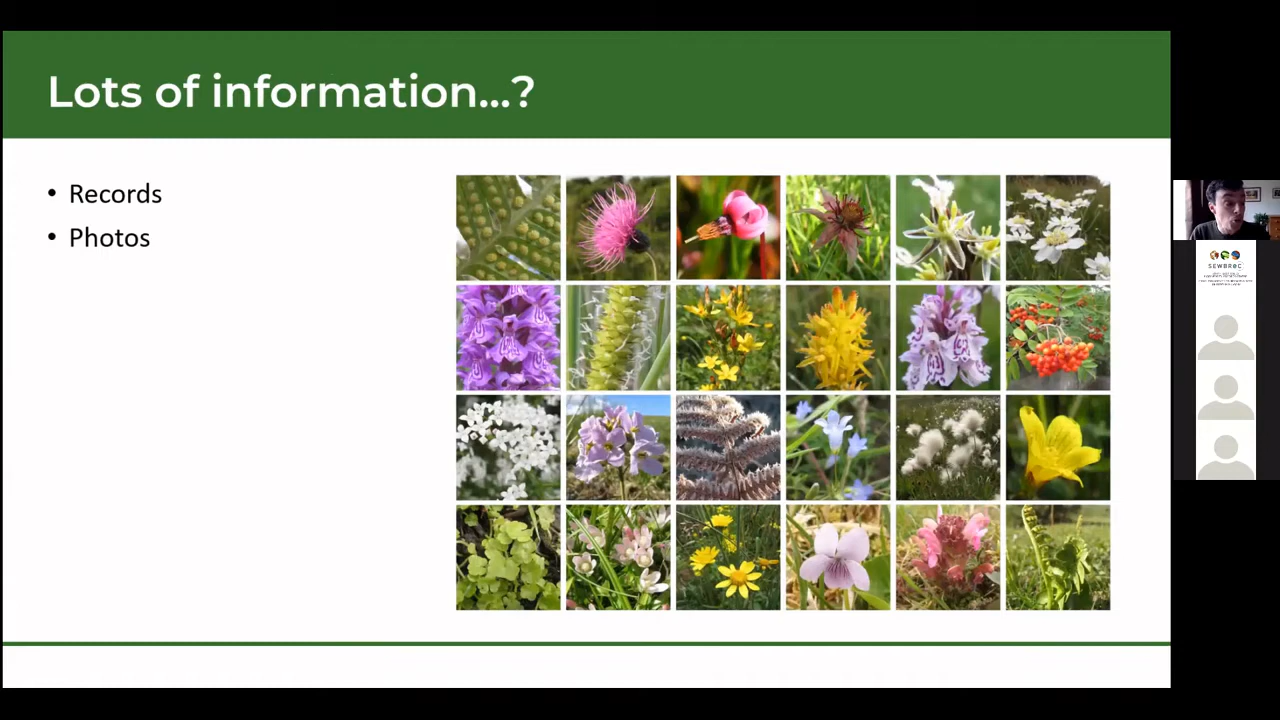 Lots of information...?
• Records
• Photos
SEWBReC